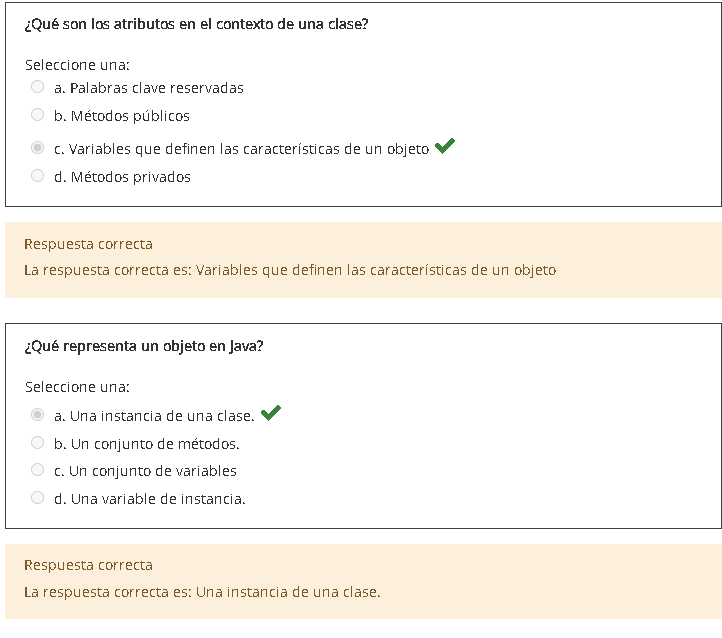 ¿Qué son los atributos en el contexto de una clase?
Seleccione una:
a. Palabras clave reservadas
b. Métodos públicos
c. Variables que definen las características de un objeto
d. Métodos privados
Respuesta correcta
La respuesta correcta es: Variables que definen las características de un objeto
¿Qué representa un objeto en Java?
Seleccione una:
a. Una instancia de una clase.
b. Un conjunto de métodos.
c. Un conjunto de variables
d. Una variable de instancia.
Respuesta correcta
La respuesta correcta es: Una instancia de una clase.